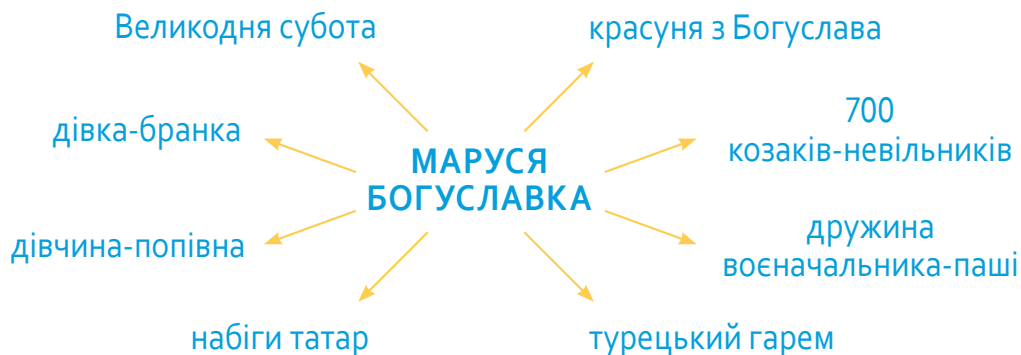 Великодня субота
красуня з Богуслава
дівка-бранка
700
козаків-невільників
МАРУСЯ
БОГУСЛАВКА
дівчина-попівна
дружина
воєначальника-паші
набіги татар
турецький гарем